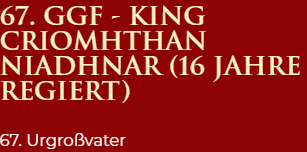 67. GGF - KING
CRIOMHTHAN
NIADHNAR (16 JAHRE
REGIERT)
67. Urgroßvater